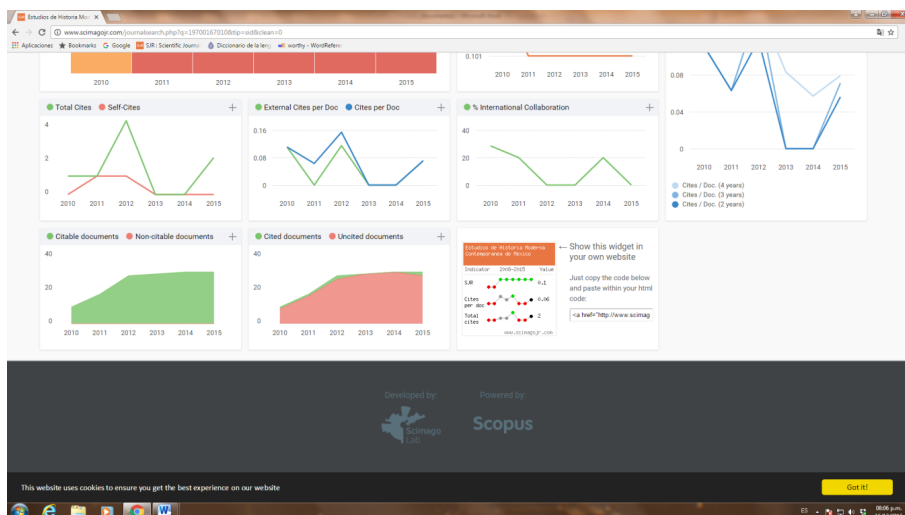 Estudios de Historia Mod
www.scimagojr.com/journalsearch.php?q=19700167010&tip=sid&clean=0
Aplicaciones Bookmarks Google SJR : Scientific Journa Diccionario de la leng worthy - WordRefere
2010 2011 2012 2013 2014 2015
0.101
2010 2011 2012 2013 2014 2015
0.08
0.04
0
2010 2011 2012 2013 2014 2015
Cites / Doc. (4 years)
Cites / Doc. (3 years)
Cites / Doc. (2 years)
Total Cites Self-Cites +
4
2
0
2010 2011 2012 2013 2014 2015
External Cites per Doc Cites per Doc +
0.16
0.08
0
2010 2011 2012 2013 2014 2015
% International Collaboration +
40
20
0
2010 2011 2012 2013 2014 2015
Citable documents Non-citable documents +
40
20
0
2010 2011 2012 2013 2014 2015
Cited documents Uncited documents +
40
20
0
2010 2011 2012 2013 2014 2015
Estudios de Historia Moderna
Contemporanea de Mexico
Indicator 2008-2015 Value
SJR 0.1
Cites
per doc 0.06
Total
cites 2
www.scimagojr.com
← Show this widget in
your own website
Just copy the code below
and paste within your html
code:
<a href="http://www.scimag
Developed by:
Scimago
Lab
Powered by:
Scopus
This website uses cookies to ensure you get the best experience on our website
Got it!
ES
08:06 p.m.